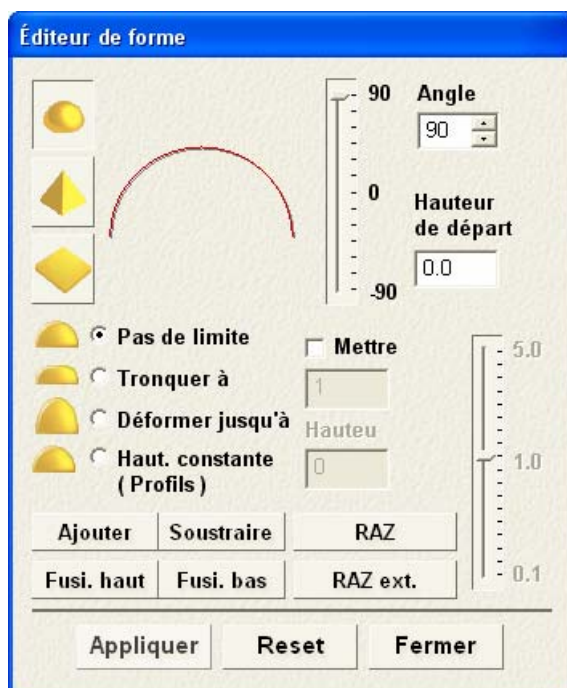 Éditeur de forme
90
0
-90
Angle
90
Hauteur
de départ
0.0
Pas de limite
Tronquer à
Déformer jusqu'à
Haut. constante
( Profils )
Mettre
1
Hauteu
0
5.0
1.0
0.1
Ajouter
Soustraire
RAZ
Fusi. haut
Fusi. bas
RAZ ext.
Appliquer
Reset
Fermer